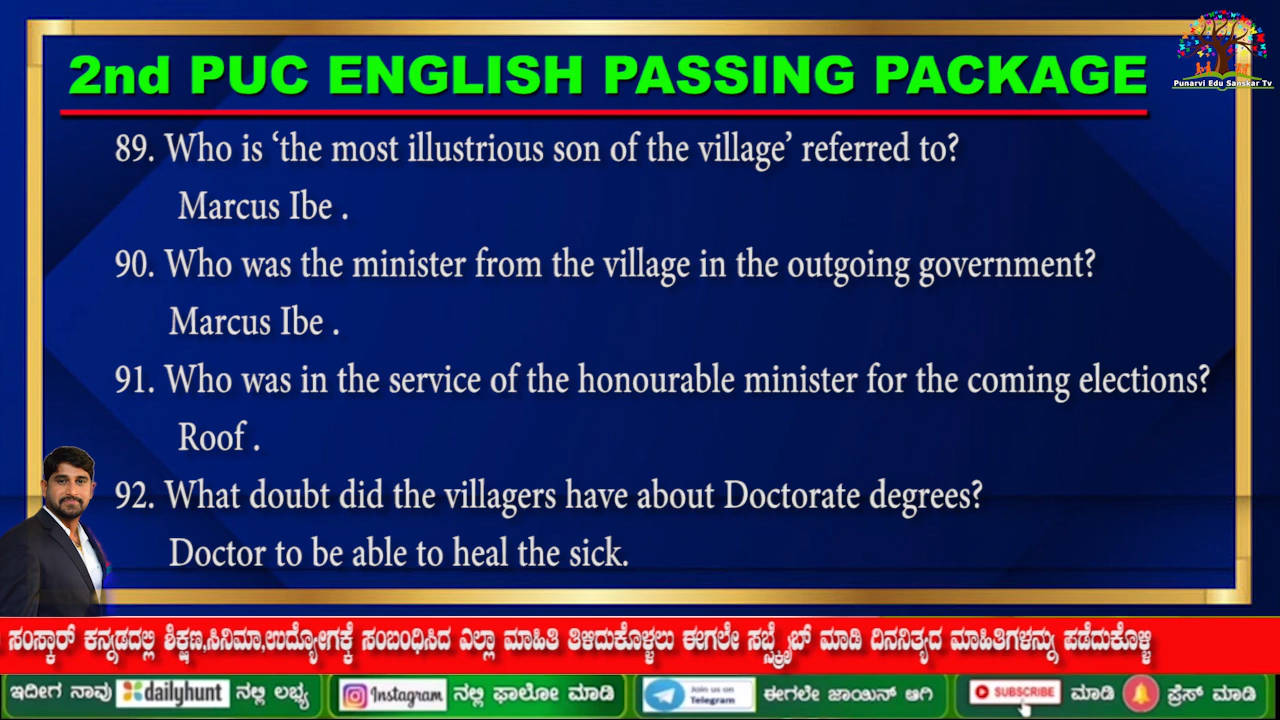 2nd PUC ENGLISH PASSING PACKAGE
Punarvi Edu Sanskar Tv
89. Who is ‘the most illustrious son of the village’ referred to?
Marcus Ibe .
90. Who was the minister from the village in the outgoing government?
Marcus Ibe .
91. Who was in the service of the honourable minister for the coming elections?
Roof .
92. What doubt did the villagers have about Doctorate degrees?
Doctor to be able to heal the sick.
ಸಂಸ್ಕಾರ್ ಕನ್ನಡದಲ್ಲಿ ಶಿಕ್ಷಣ,ಸಿನಿಮಾ,ಉದ್ಯೋಗಕ್ಕೆ ಸಂಬಂಧಿಸಿದ ಎಲ್ಲಾ ಮಾಹಿತಿ ತಿಳಿದುಕೊಳ್ಳಲು ಈಗಲೇ ಸಬ್ಸ್ಕ್ರೈಬ್ ಮಾಡಿ ದಿನನಿತ್ಯದ ಮಾಹಿತಿಗಳನ್ನು ಪಡೆದುಕೊಳ್ಳಿ
ಇದೀಗ ನಾವು dailyhunt ನಲ್ಲಿ ಲಭ್ಯ Instagram ನಲ್ಲಿ ಫಾಲೋ ಮಾಡಿ Join us on Telegram ಈಗಲೇ ಜಾಯಿನ್ ಆಗಿ SUBSCRIBE ಮಾಡಿ ಪ್ರೆಸ್ ಮಾಡಿ